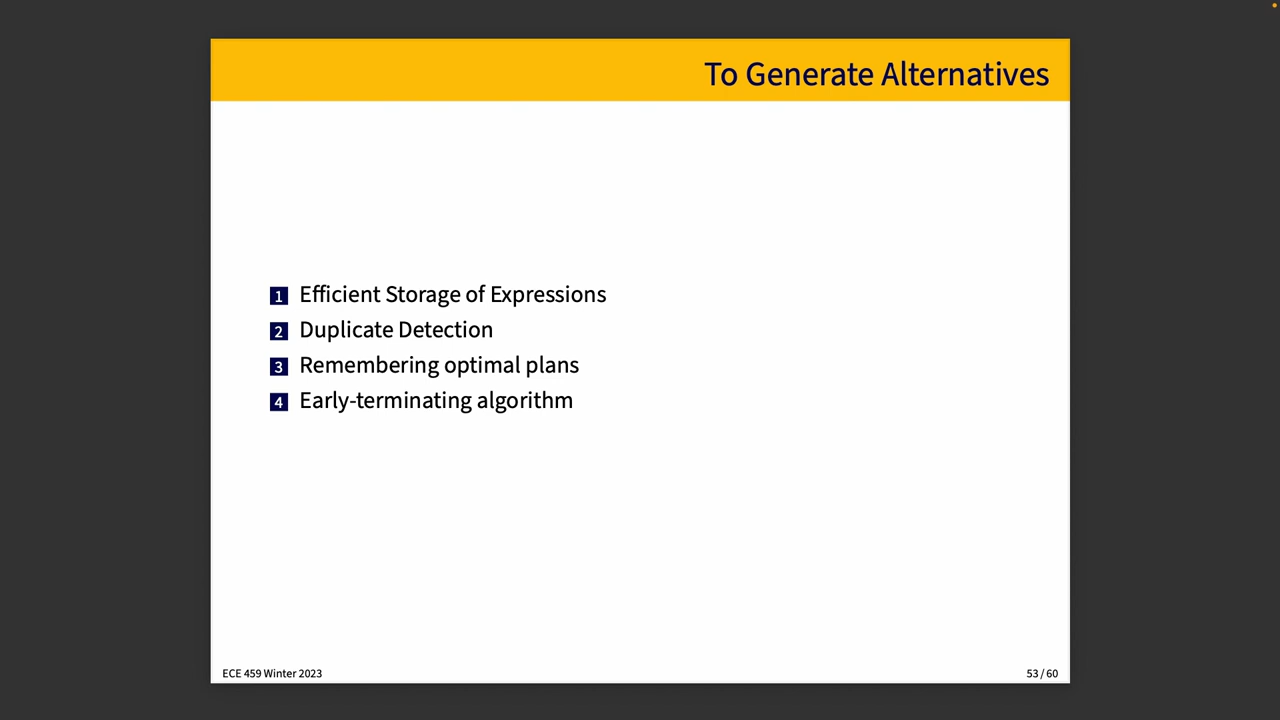 To Generate Alternatives
1 Efficient Storage of Expressions
2 Duplicate Detection
3 Remembering optimal plans
4 Early-terminating algorithm
ECE 459 Winter 2023
53 / 60